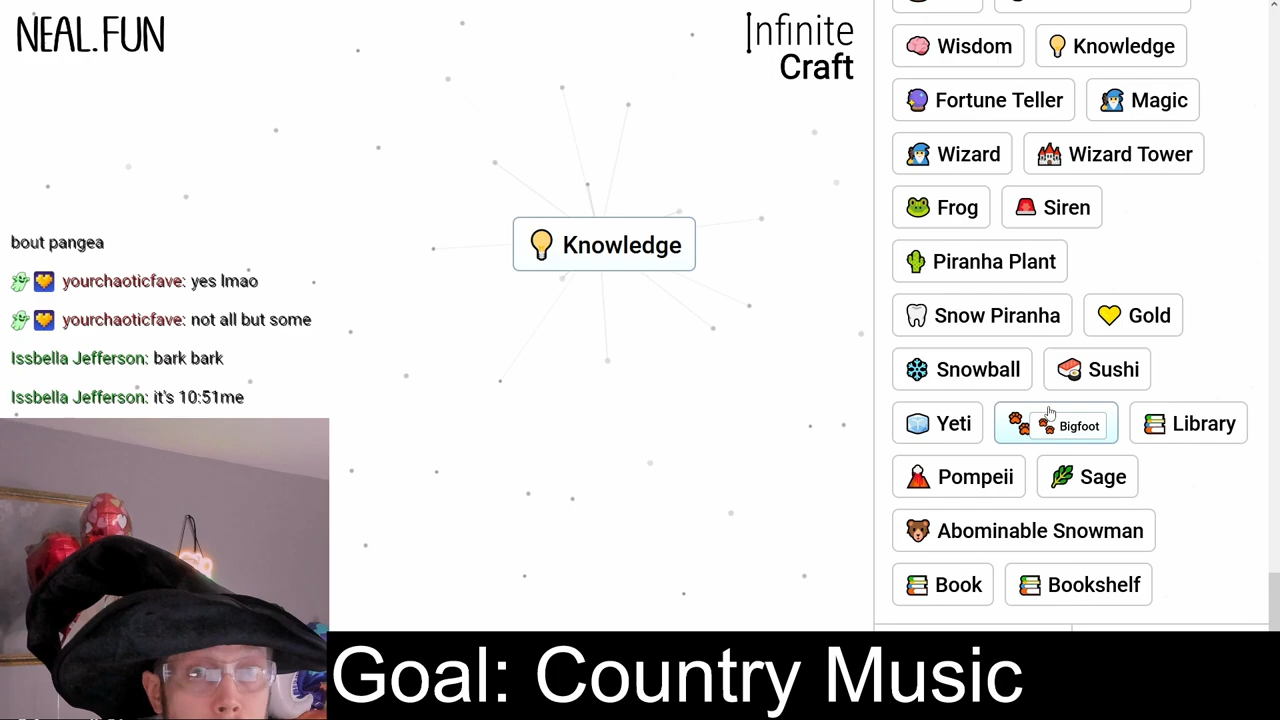 NEAL.FUN
Infinite
Craft
Wisdom
Knowledge
Fortune Teller
Magic
Wizard
Wizard Tower
Frog
Siren
Piranha Plant
Snow Piranha
Gold
Snowball
Sushi
Yeti
Bigfoot
Library
Pompeii
Sage
Abominable Snowman
Book
Bookshelf
Knowledge
bout pangea
yourchaoticfave: yes lmao
yourchaoticfave: not all but some
Issbella Jefferson: bark bark
Issbella Jefferson: it's 10:51me
Goal: Country Music